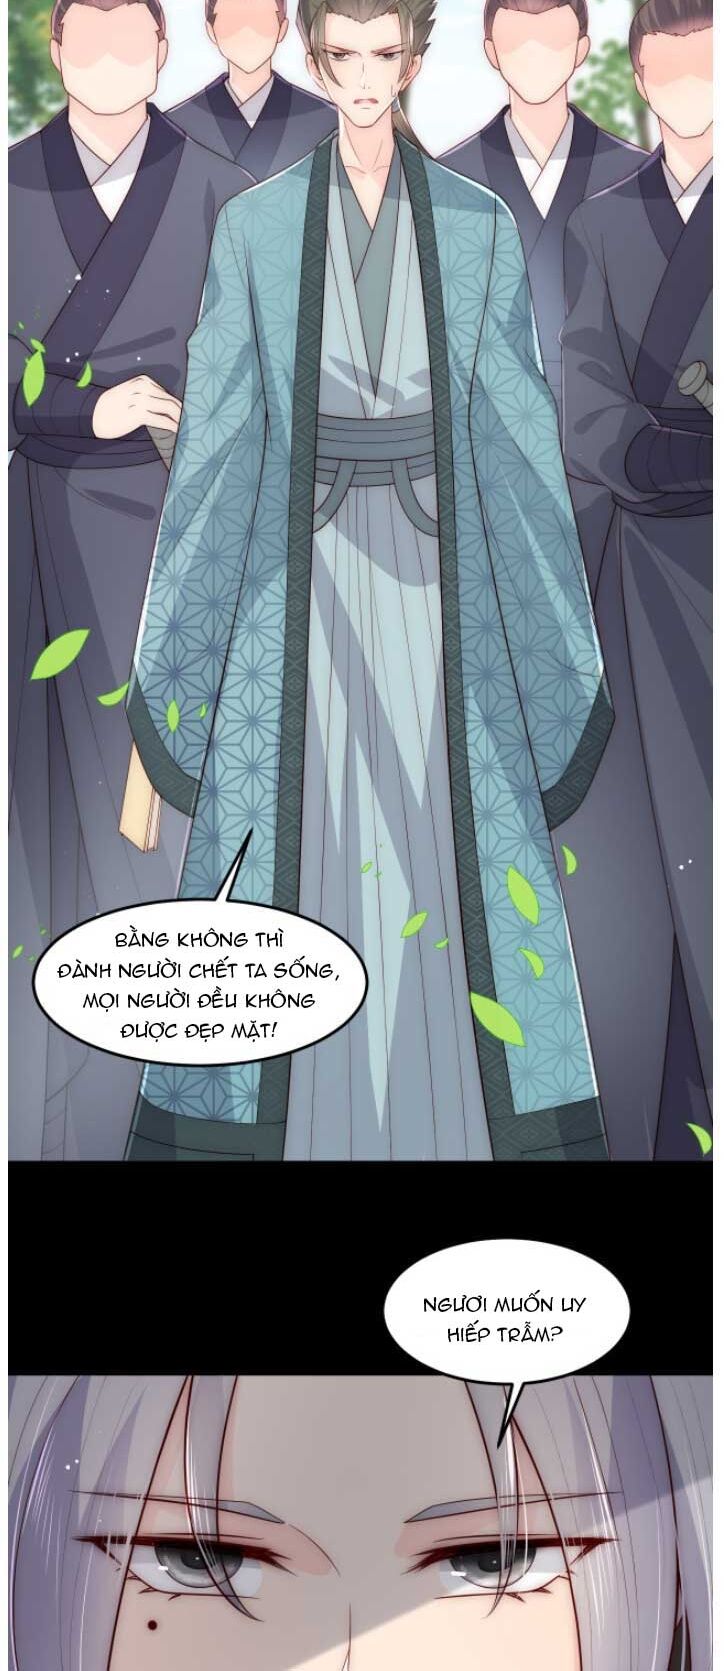 BẰNG KHÔNG THÌ
ĐÀNH NGƯỜI CHẾT TA SỐNG,
MỌI NGƯỜI ĐỀU KHÔNG
ĐƯỢC ĐẸP MẶT!
NGƯƠI MUỐN UY
HIẾP TRẪM?